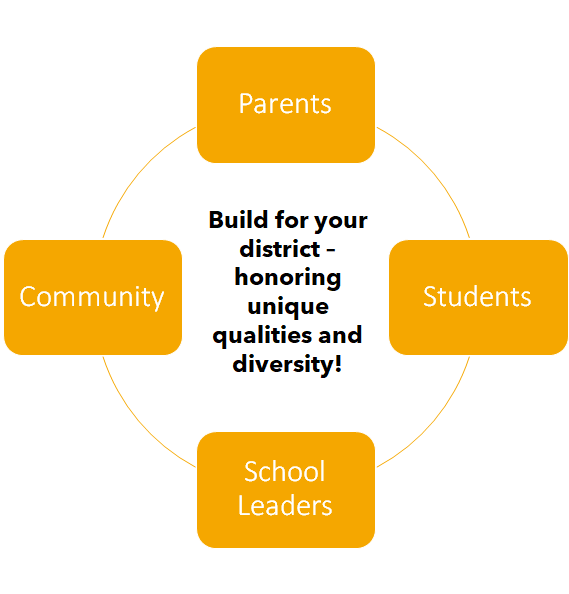 Parents
Build for your
district –
honoring
unique
qualities and
diversity!
Community
Students
School
Leaders